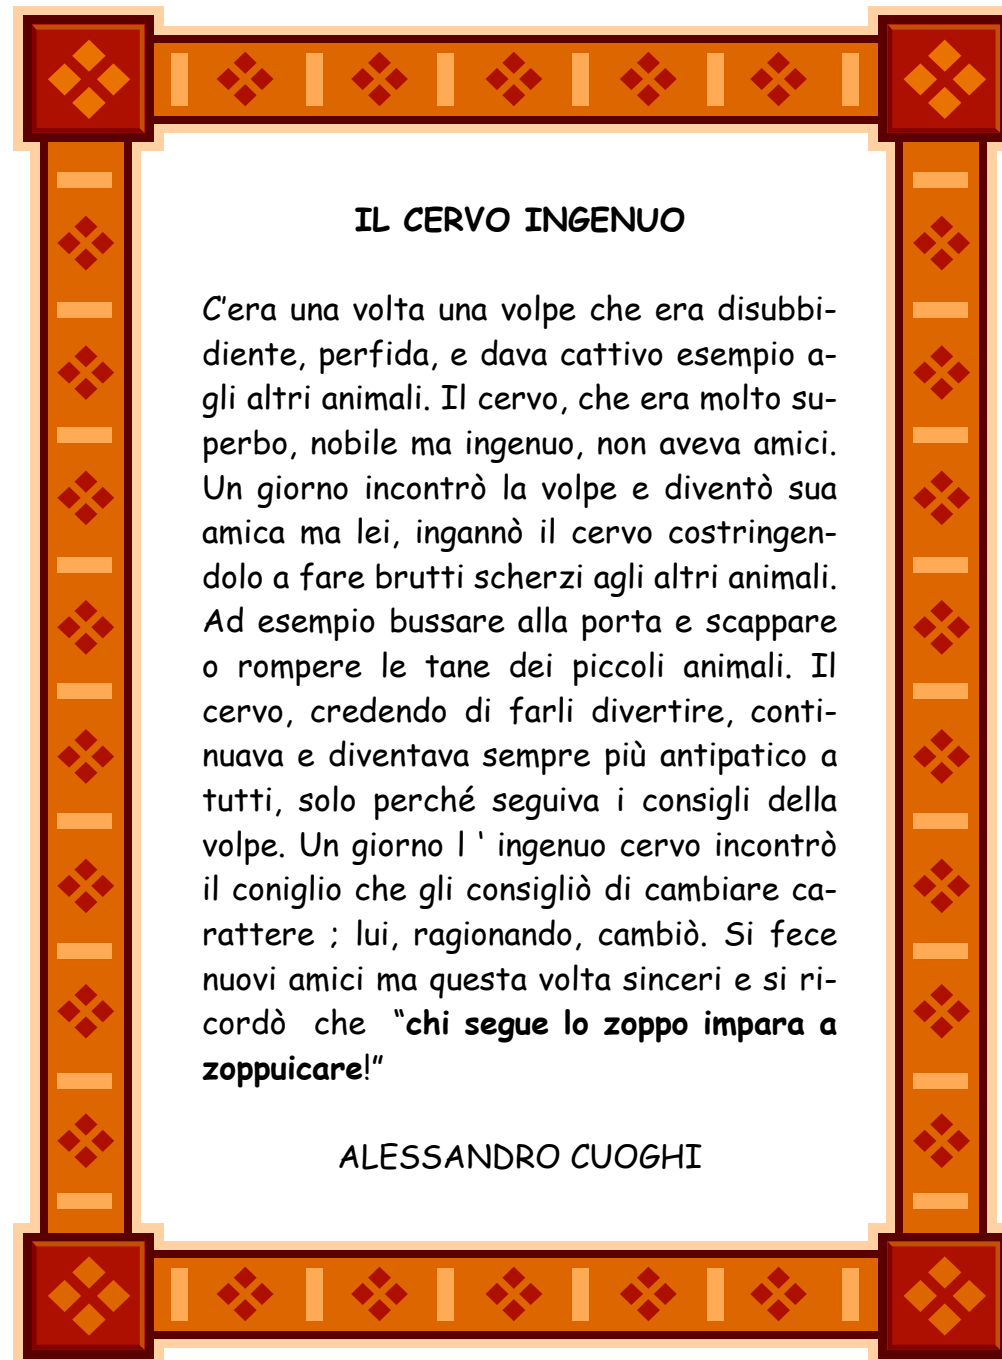 IL CERVO INGENUO
C'era una volta una volpe che era disubbi-
diente, perfida, e dava cattivo esempio a-
gli altri animali. Il cervo, che era molto su-
perbo, nobile ma ingenuo, non aveva amici.
Un giorno incontrò la volpe e diventò sua
amica ma lei, ingannò il cervo costringen-
dolo a fare brutti scherzi agli altri animali.
Ad esempio bussare alla porta e scappare
o rompere le tane dei piccoli animali. Il
cervo, credendo di farli divertire, conti-
nuava e diventava sempre più antipatico a
tutti, solo perché seguiva i consigli della
volpe. Un giorno l ‘ ingenuo cervo incontrò
il coniglio che gli consigliò di cambiare ca-
rattere ; lui, ragionando, cambiò. Si fece
nuovi amici ma questa volta sinceri e si ri-
cordò che “chi segue lo zoppo impara a
zoppuicare!”
ALESSANDRO CUOGHI